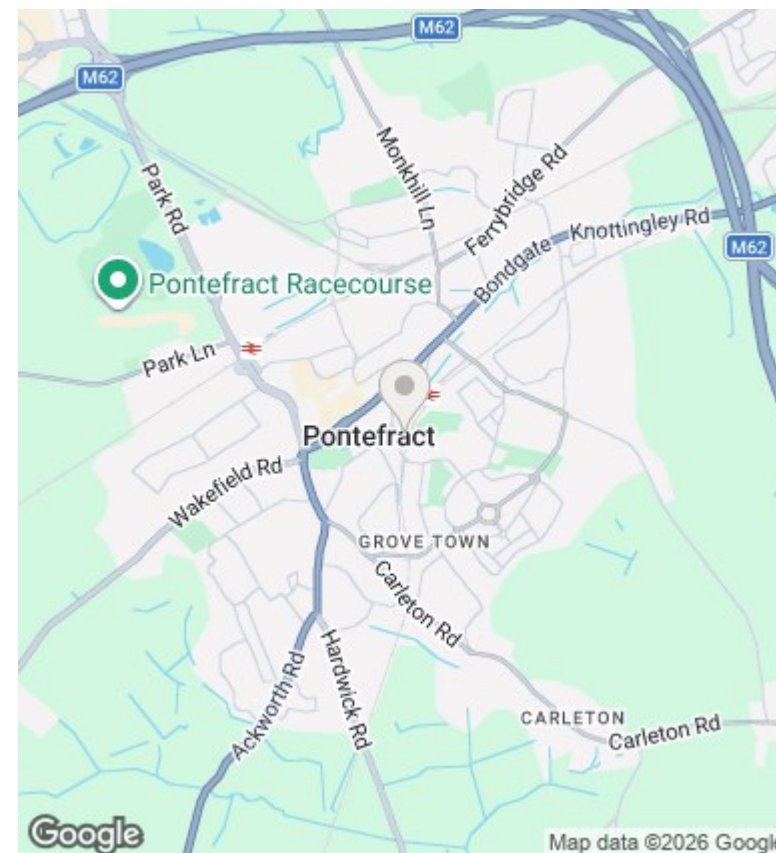 M62
M62
Monkhill Ln
Ferrybridge Rd
Park Rd
Knottingley Rd
M62
Bondgate
Pontefract Racecourse
Park Ln
Pontefract
Wakefield Rd
GROVE TOWN
Carleton Rd
Hardwick Rd
Ackworth Rd
CARLETON
Carleton Rd
Google
Map data ©2026 Google